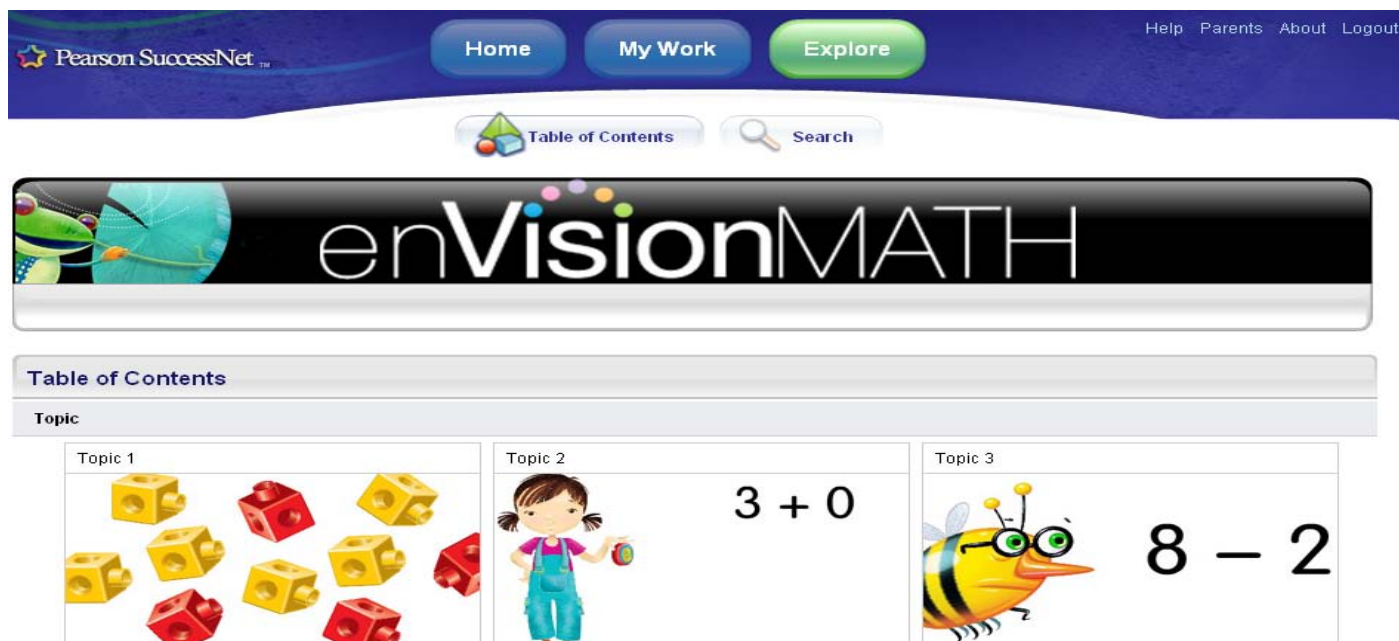 Help Parents About Logout
Pearson SuccessNet ™
Home My Work Explore
Table of Contents Search
enVisionMATH
Table of Contents
Topic
Topic 1 Topic 2 Topic 3
3 + 0
8 – 2